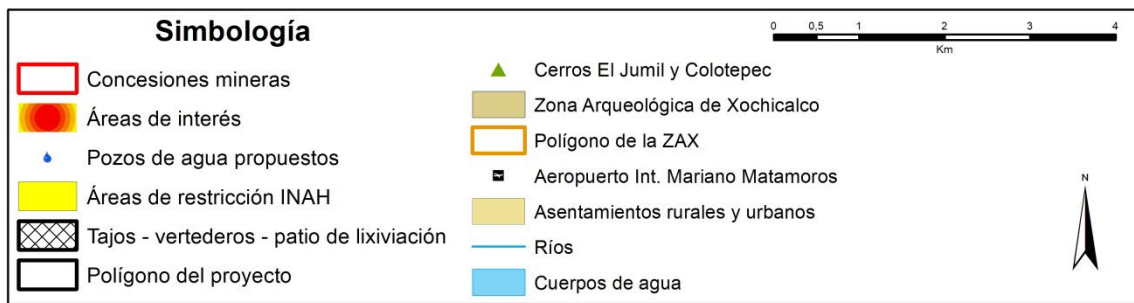 Simbología
Concesiones mineras
Áreas de interés
Pozos de agua propuestos
Áreas de restricción INAH
Tajos - vertederos - patio de lixiviación
Polígono del proyecto
0 0,5 1 2 3 4
Km
Cerros El Jumil y Colotepec
Zona Arqueológica de Xochicalco
Polígono de la ZAX
Aeropuerto Int. Mariano Matamoros
Asentamientos rurales y urbanos
Ríos
Cuerpos de agua
N